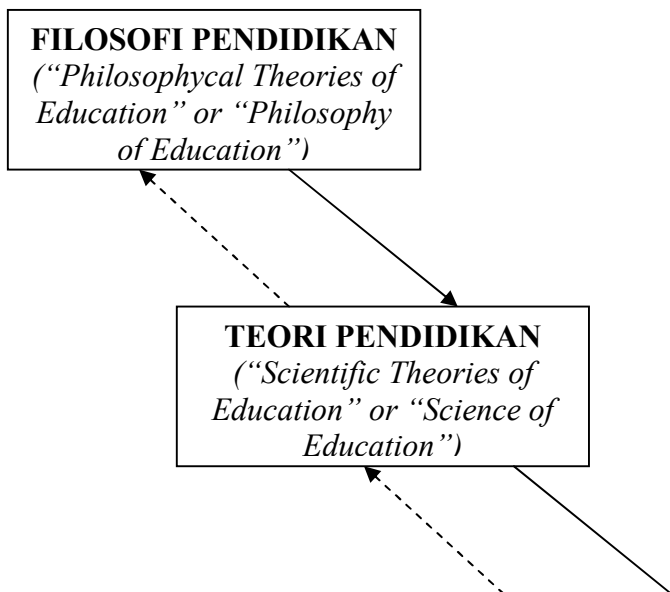 FILOSOFI PENDIDIKAN
(“Philosophycal Theories of
Education” or “Philosophy
of Education”)
TEORI PENDIDIKAN
(“Scientific Theories of
Education” or “Science of
Education”)